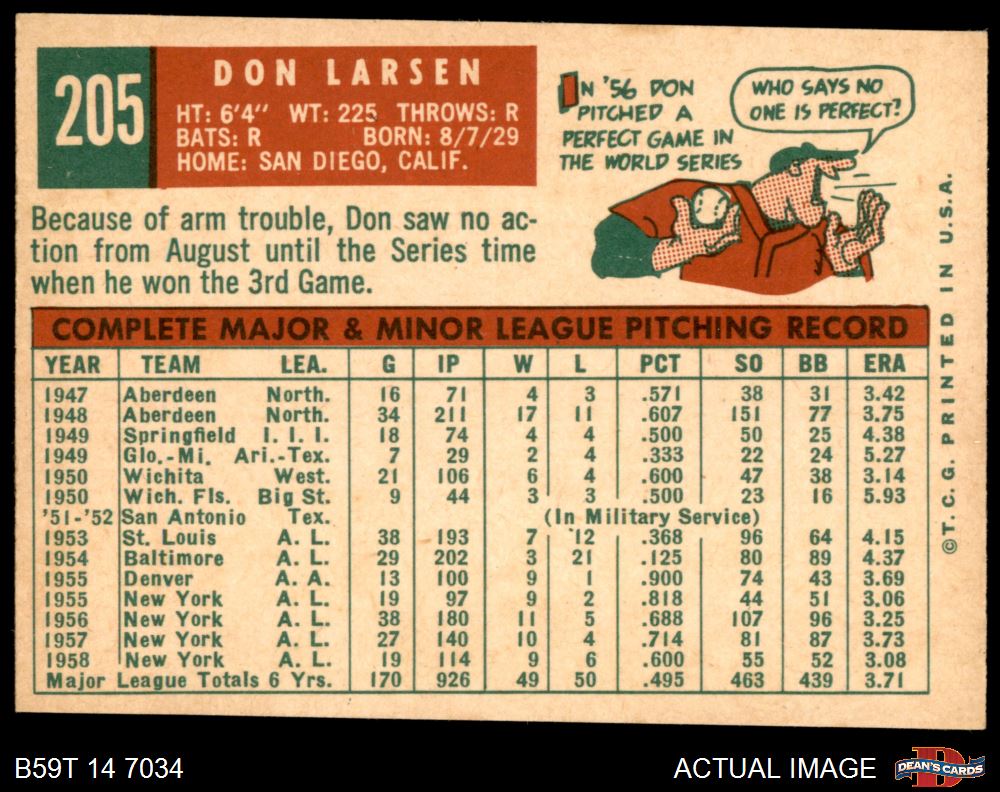 205
DON LARSEN
HT: 6'4" WT: 225 THROWS: R
BATS: R BORN: 8/7/29
HOME: SAN DIEGO, CALIF.
IN '56 DON
PITCHED A
PERFECT GAME IN
THE WORLD SERIES
WHO SAYS NO
ONE IS PERFECT?
Because of arm trouble, Don saw no ac-
tion from August until the Series time
when he won the 3rd Game.
COMPLETE MAJOR & MINOR LEAGUE PITCHING RECORD
YEAR TEAM LEA. G IP W L PCT SO BB ERA
1947 Aberdeen North. 16 71 4 3 .571 38 31 3.42
1948 Aberdeen North. 34 211 17 11 .607 151 77 3.75
1949 Springfield I. I. I. 18 74 4 4 .500 50 25 4.38
1949 Glo.-Mi. Ari.-Tex. 7 29 2 4 .333 22 24 5.27
1950 Wichita West. 21 106 6 4 .600 47 38 3.14
1950 Wich. Fls. Big St. 9 44 3 3 .500 23 16 5.93
'51-'52 San Antonio Tex. (In Military Service)
1953 St. Louis A. L. 38 193 7 12 .368 96 64 4.15
1954 Baltimore A. L. 29 202 3 21 .125 80 89 4.37
1955 Denver A. A. 13 100 9 1 .900 74 43 3.69
1955 New York A. L. 19 97 9 2 .818 44 51 3.06
1956 New York A. L. 38 180 11 5 .688 107 96 3.25
1957 New York A. L. 27 140 10 4 .714 81 87 3.73
1958 New York A. L. 19 114 9 6 .600 55 52 3.08
Major League Totals 6 Yrs. 170 926 49 50 .495 463 439 3.71
©T. C. G. PRINTED IN U.S.A.
B59T 14 7034
ACTUAL IMAGE
DEAN'S CARDS